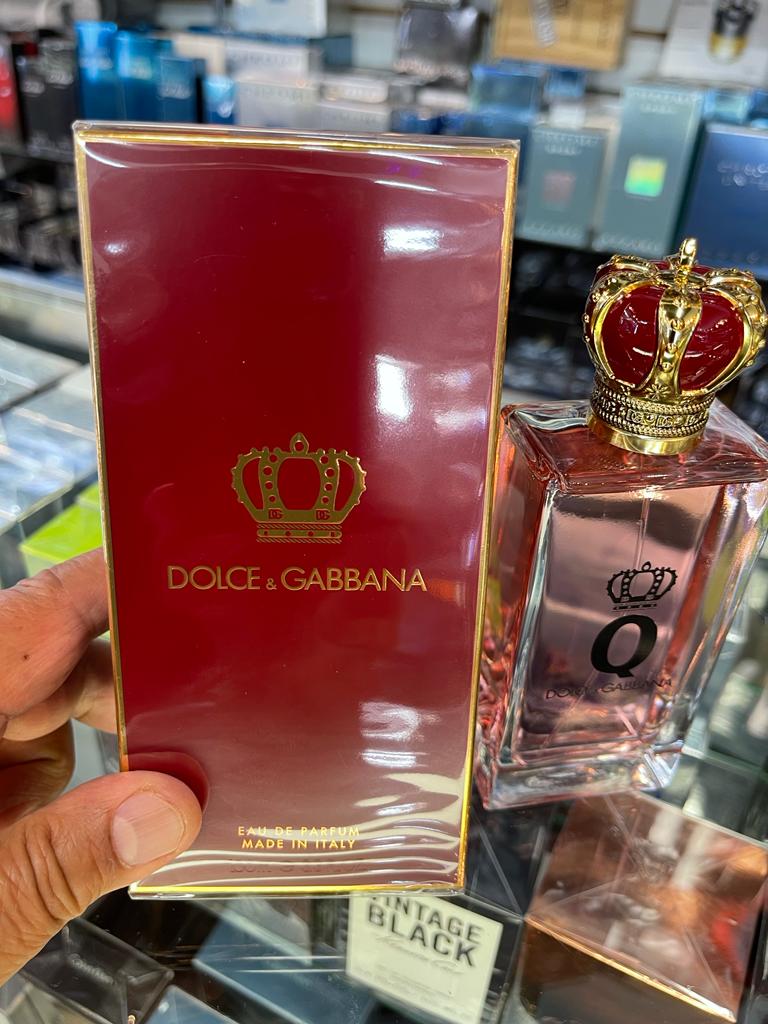 DOLCE & GABBANA
EAU DE PARFUM
MADE IN ITALY
Q
DOLCE & GABBANA
VINTAGE
BLACK